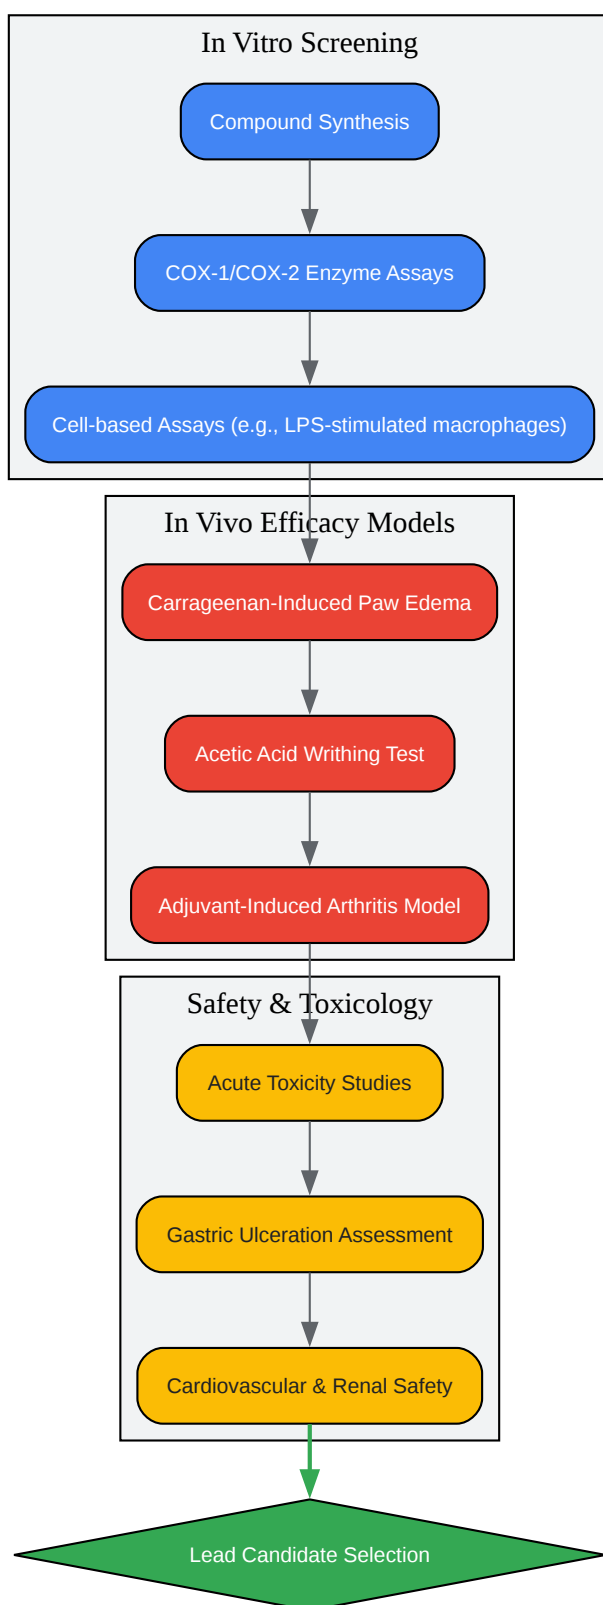 In Vitro Screening
Compound Synthesis
COX-1/COX-2 Enzyme Assays
Cell-based Assays (e.g., LPS-stimulated macrophages)
In Vivo Efficacy Models
Carrageenan-Induced Paw Edema
Acetic Acid Writhing Test
Adjuvant-Induced Arthritis Model
Safety & Toxicology
Acute Toxicity Studies
Gastric Ulceration Assessment
Cardiovascular & Renal Safety
Lead Candidate Selection